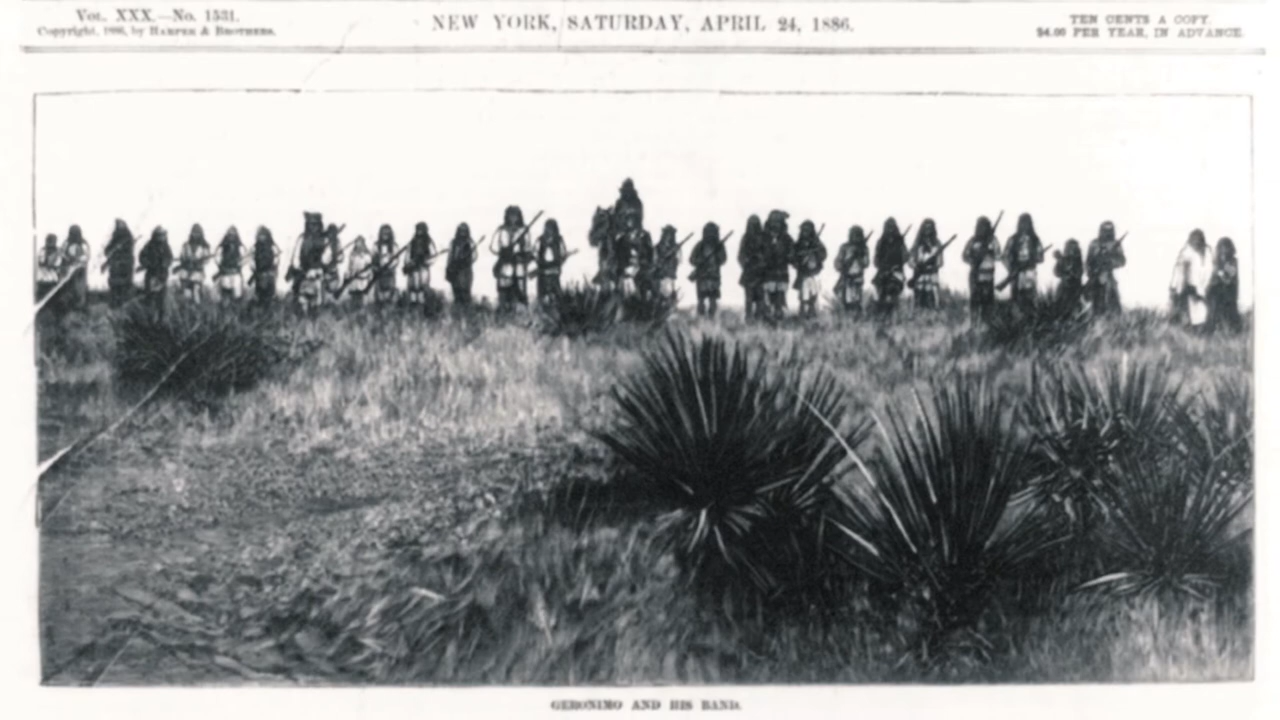 Vol. XXX.—No. 1531.
Copyright, 1886, by Harper & Brothers.
NEW YORK, SATURDAY, APRIL 24, 1886.
TEN CENTS A COPY.
$4.00 PER YEAR, IN ADVANCE.
GERONIMO AND HIS BAND.